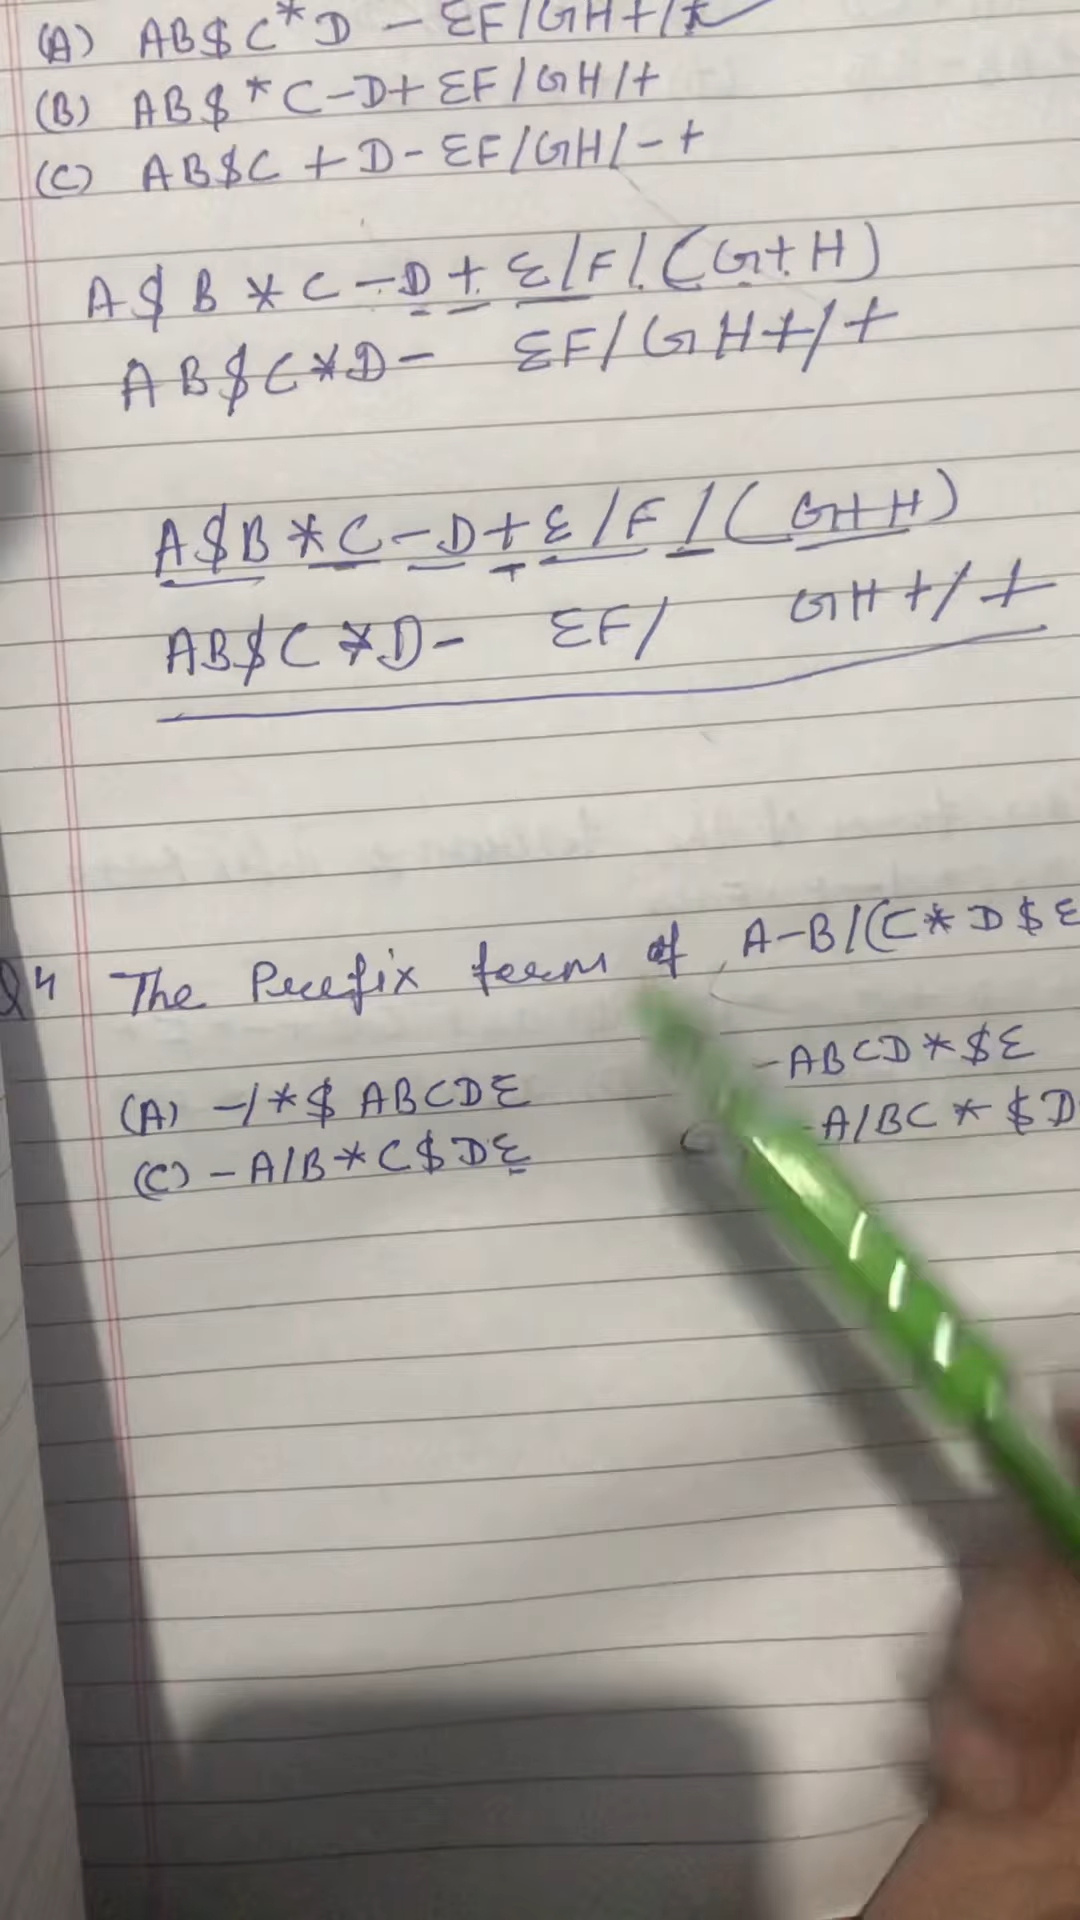 (A) AB$C*D - EF/GH+/+
(B) AB$*C-D+EF/GH/+
(C) AB$C+D-EF/GH/-+
A$B*C-D+E/F/(G+H)
AB$C*D- EF/GH+/+
A$B*C-D+E/F/(G+H)
AB$C*D- EF/ GH+/+
Q4 The Prefix form of A-B/(C*D$E
(A) -/*$ABCDE -ABCD*$E
(C) -A/B*C$DE -A/BC*$D